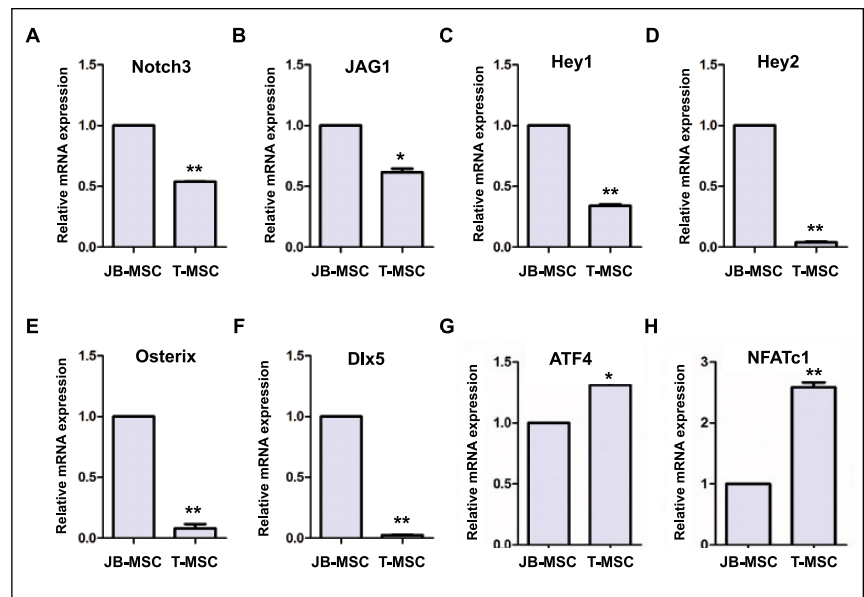 A
Notch3
Relative mRNA expression
1.5
1.0
0.5
0.0
**
JB-MSC T-MSC
B
JAG1
Relative mRNA expression
1.5
1.0
0.5
0.0
*
JB-MSC T-MSC
C
Hey1
Relative mRNA expression
1.5
1.0
0.5
0.0
**
JB-MSC T-MSC
D
Hey2
Relative mRNA expression
1.5
1.0
0.5
0.0
**
JB-MSC T-MSC
E
Osterix
Relative mRNA expression
1.5
1.0
0.5
0.0
**
JB-MSC T-MSC
F
Dlx5
Relative mRNA expression
1.5
1.0
0.5
0.0
**
JB-MSC T-MSC
G
ATF4
Relative mRNA expression
1.5
1.0
0.5
0.0
*
JB-MSC T-MSC
H
NFATc1
Relative mRNA expression
3
2
1
0
**
JB-MSC T-MSC